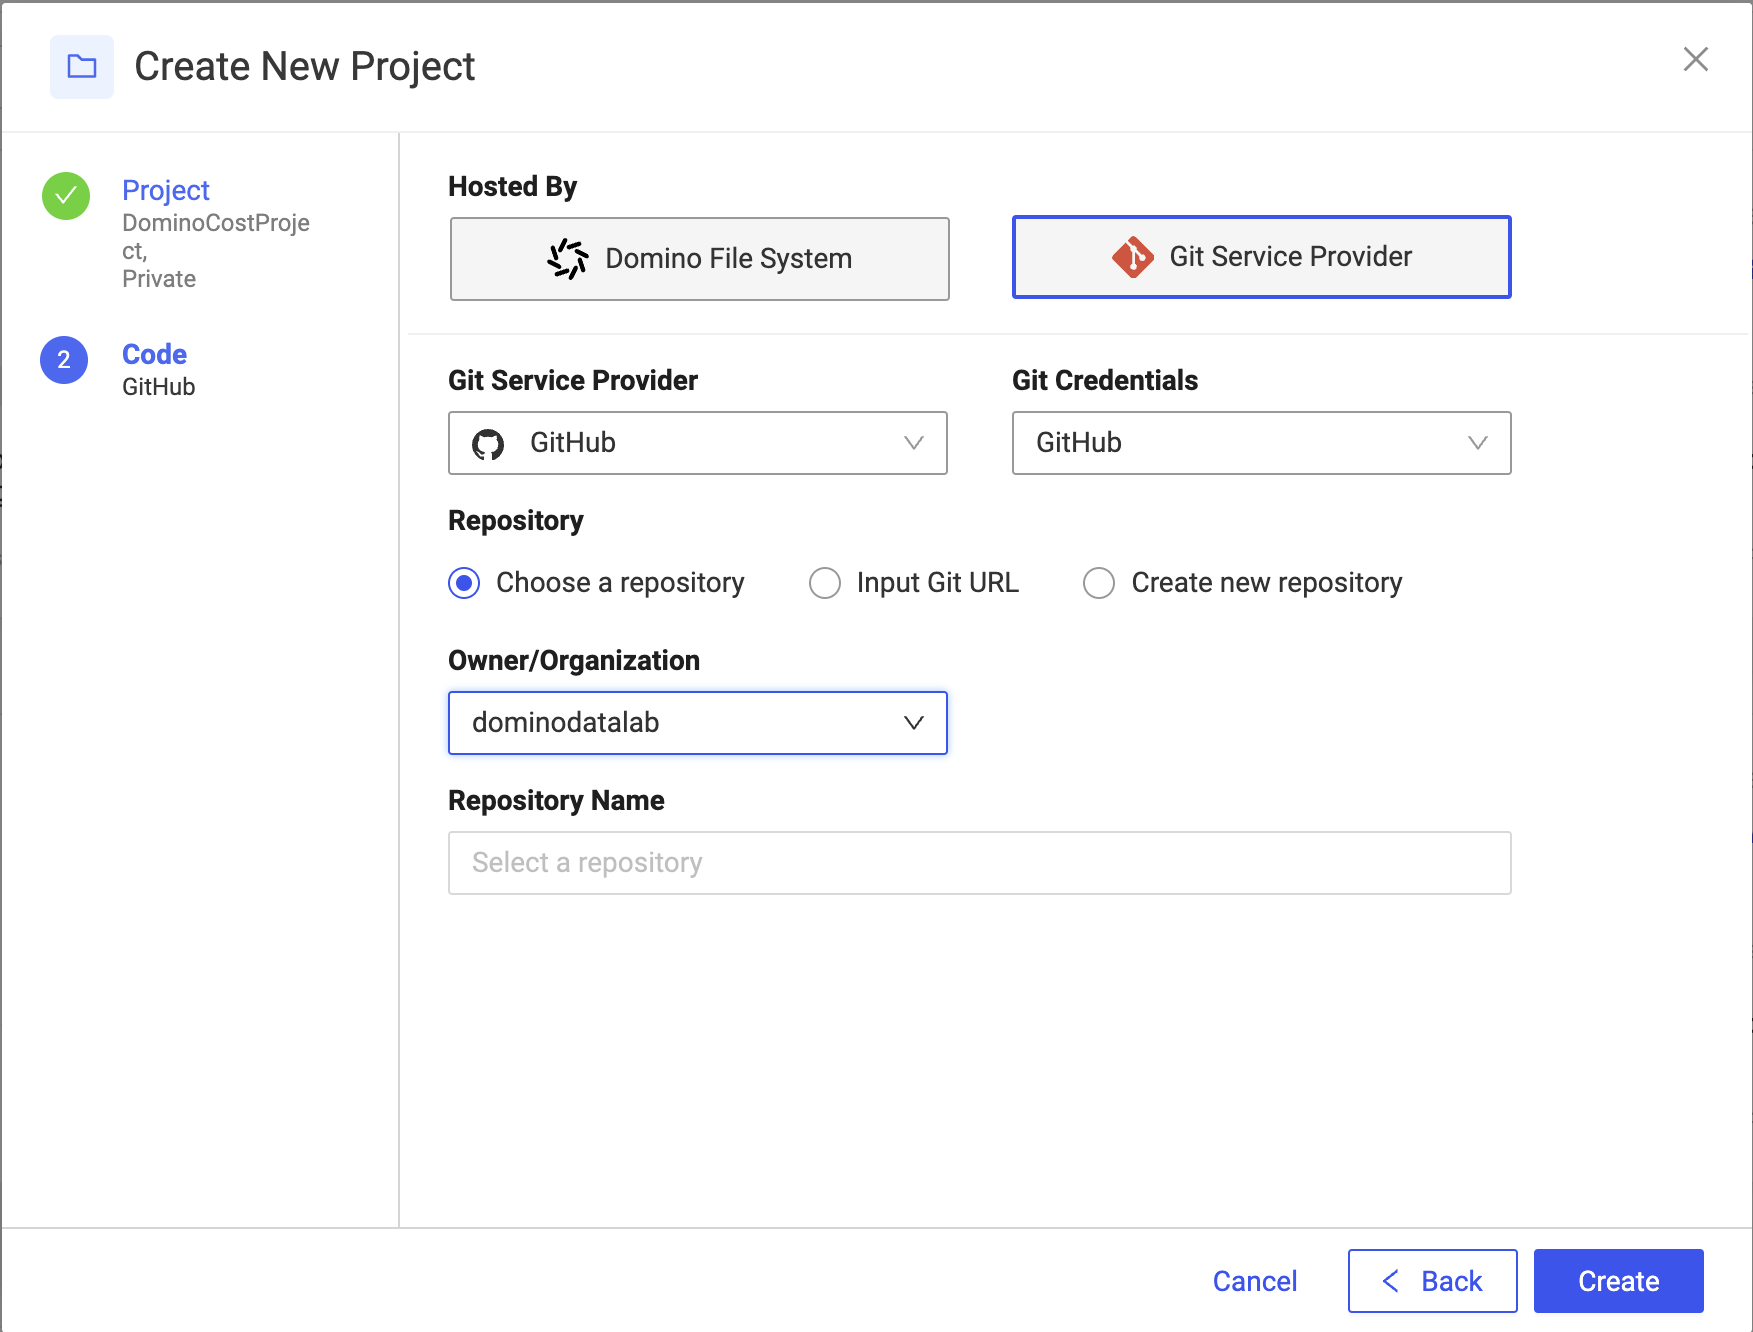 Create New Project
Project
DominoCostProje
ct,
Private
2
Code
GitHub
Hosted By
Domino File System
Git Service Provider
Git Service Provider
Git Credentials
GitHub
GitHub
Repository
Choose a repository
Input Git URL
Create new repository
Owner/Organization
dominodatalab
Repository Name
Select a repository
Cancel
Back
Create